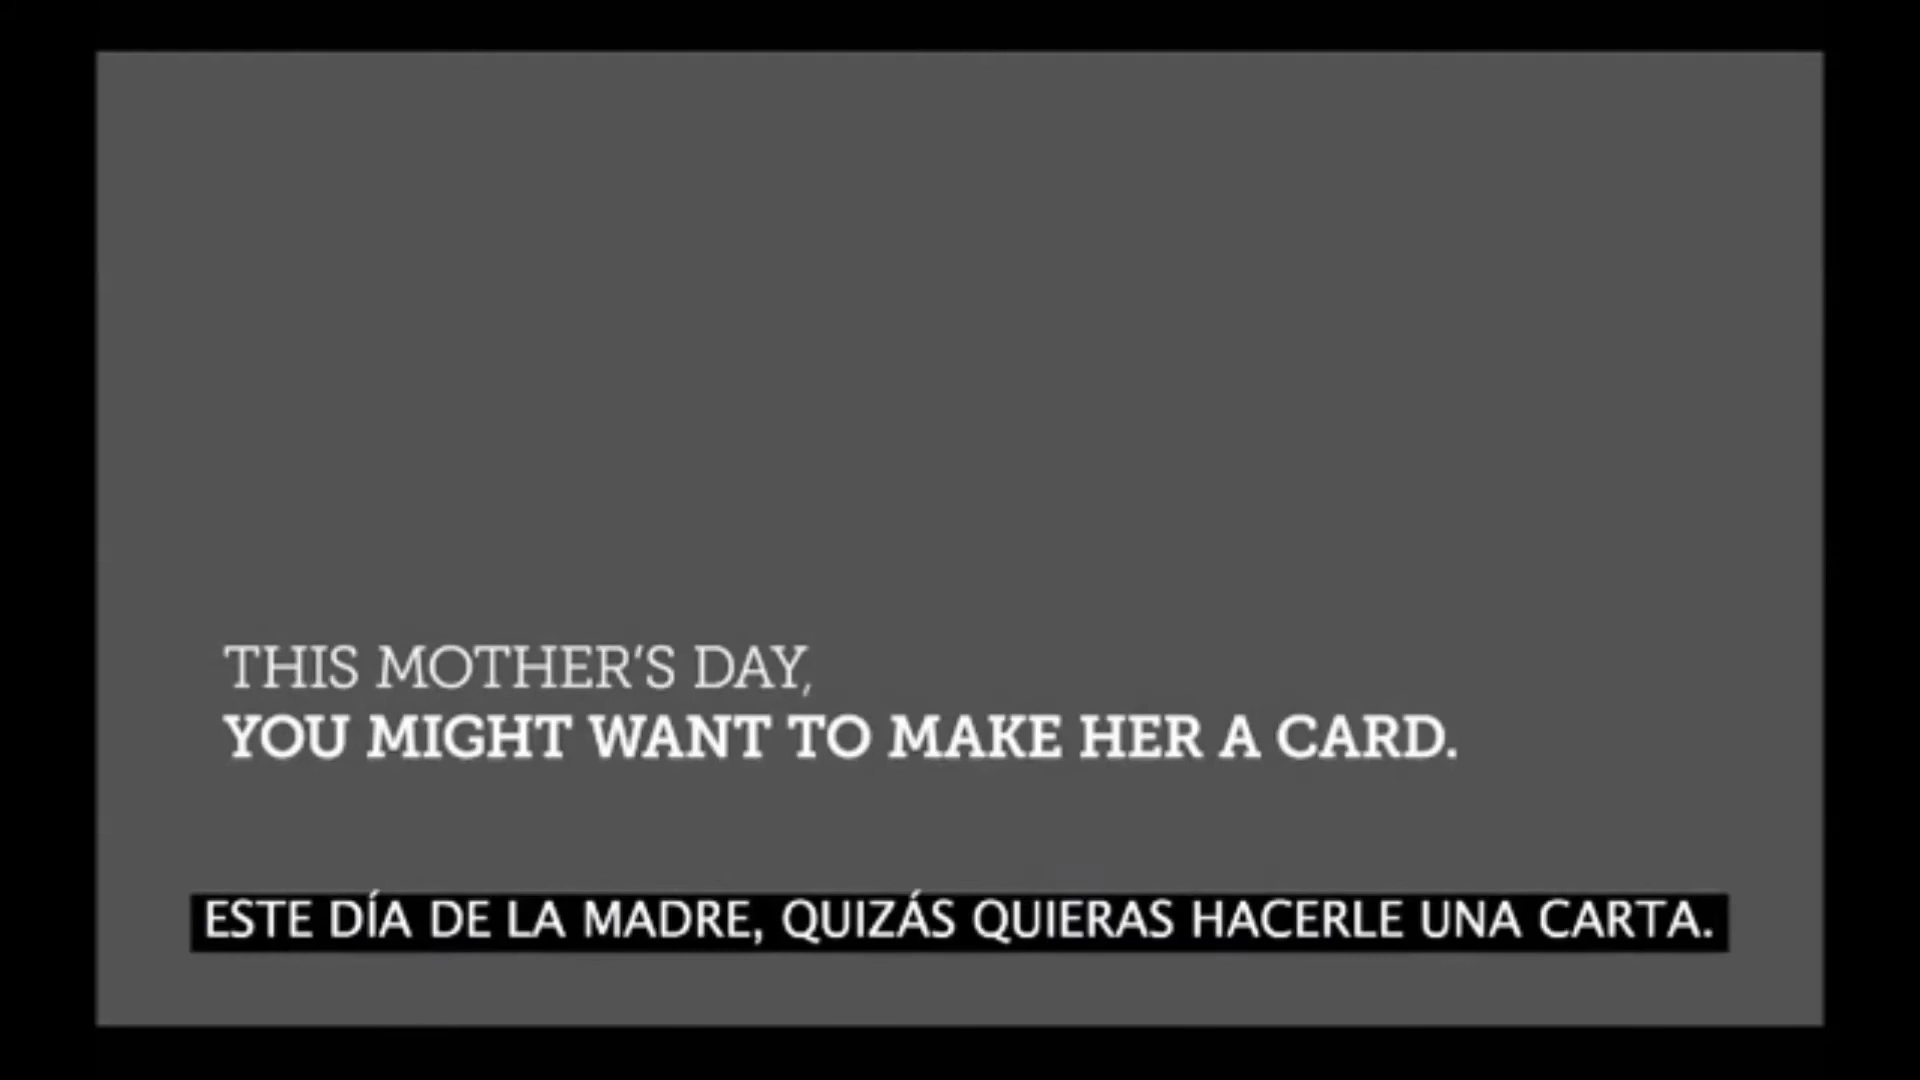 THIS MOTHER'S DAY,
YOU MIGHT WANT TO MAKE HER A CARD.
ESTE DÍA DE LA MADRE, QUIZÁS QUIERAS HACERLE UNA CARTA.